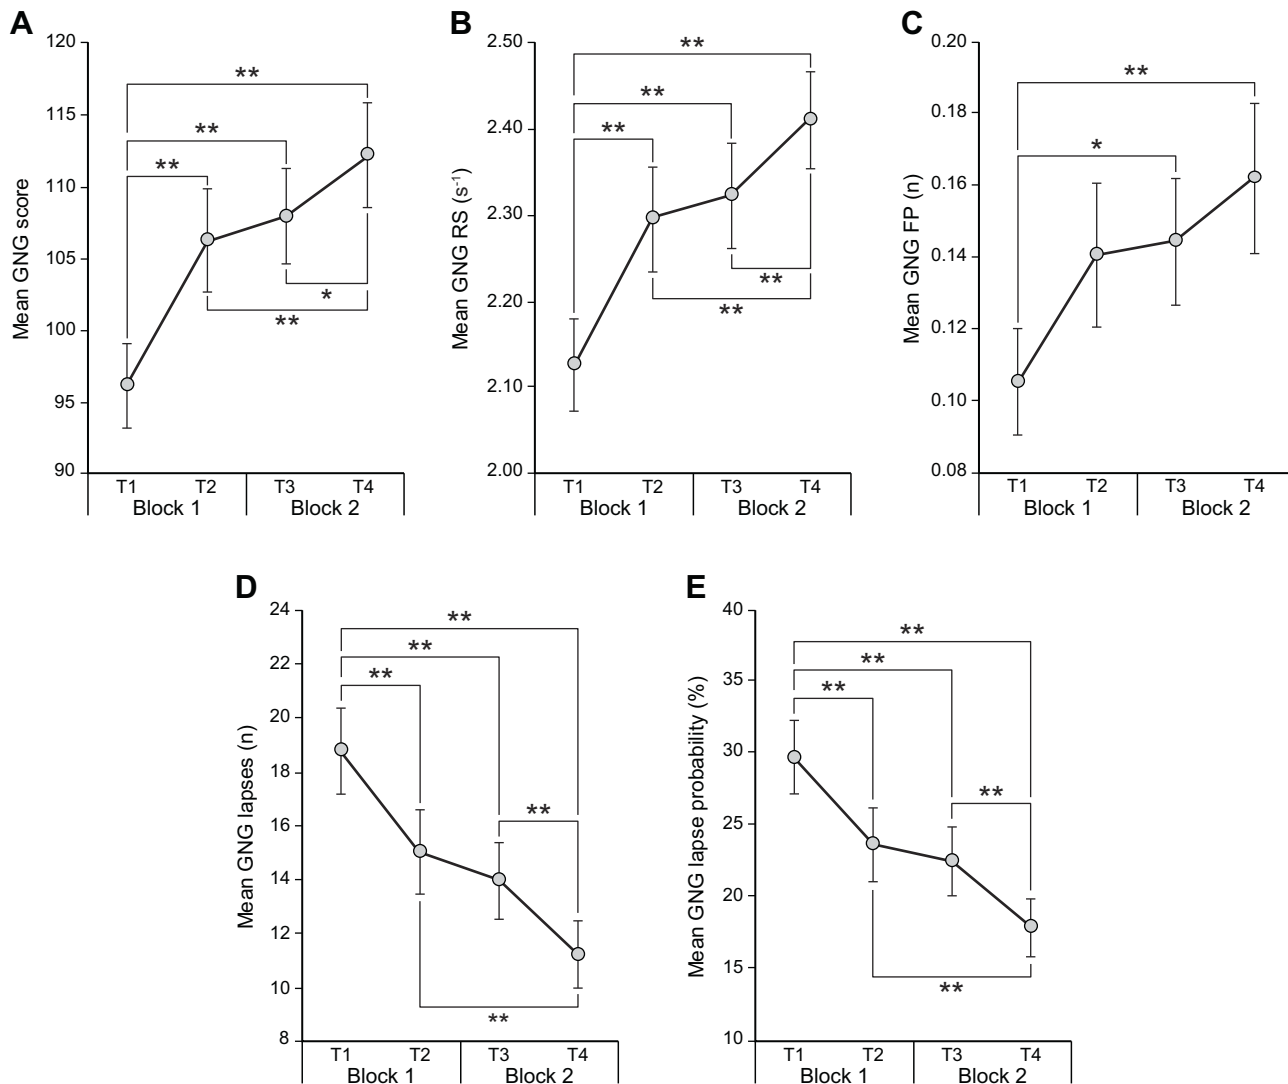 A
Mean GNG score
120
115
110
105
100
95
90
**
**
**
*
**
T1 T2 T3 T4
Block 1 Block 2
B
Mean GNG RS (s-1)
2.50
2.40
2.30
2.20
2.10
2.00
**
**
**
**
**
T1 T2 T3 T4
Block 1 Block 2
C
Mean GNG FP (n)
0.20
0.18
0.16
0.14
0.12
0.10
0.08
**
*
T1 T2 T3 T4
Block 1 Block 2
D
Mean GNG lapses (n)
24
22
20
18
16
14
12
10
8
**
**
**
**
**
T1 T2 T3 T4
Block 1 Block 2
E
Mean GNG lapse probability (%)
40
35
30
25
20
15
10
**
**
**
**
**
T1 T2 T3 T4
Block 1 Block 2